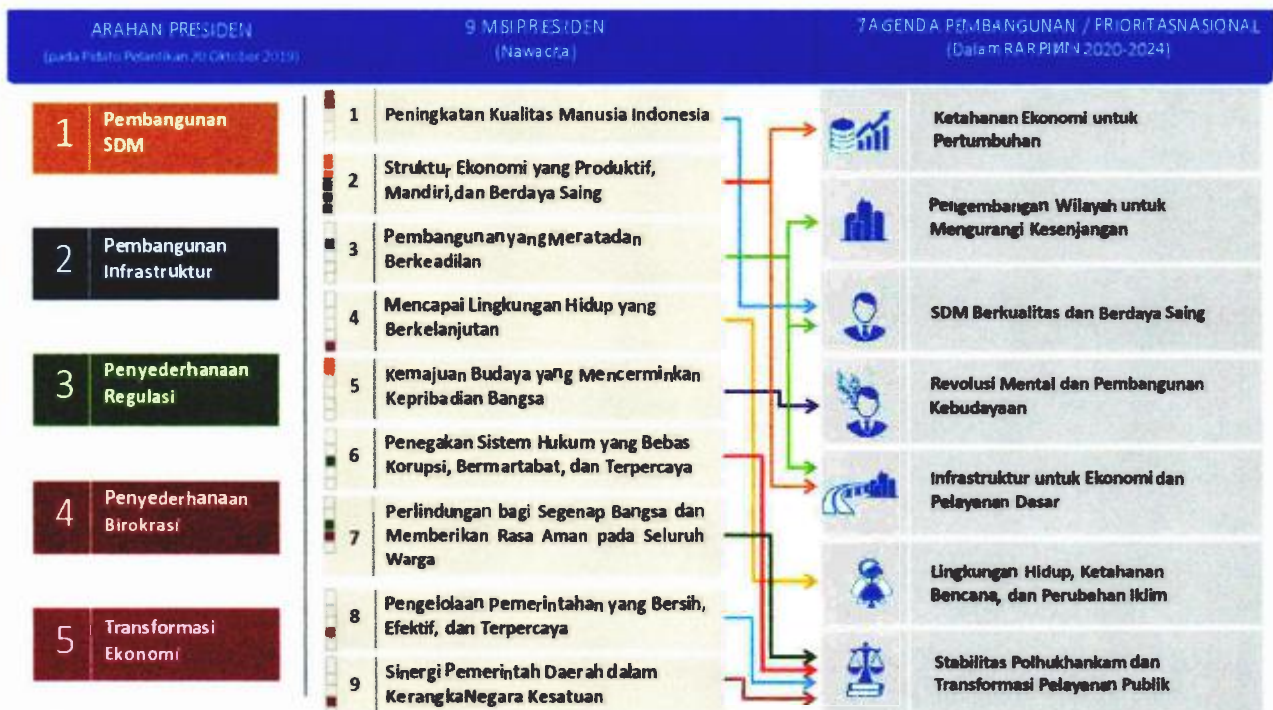 ARAHAN PRESIDEN
(pada Pidato Pelantikan 20 Oktober 2019)
1
Pembangunan
SDM
2
Pembangunan
Infrastruktur
3
Penyederhanaan
Regulasi
4
Penyederhanaan
Birokrasi
5
Transformasi
Ekonomi
9 MISI PRESIDEN
(Nawacita)
1
Peningkatan Kualitas Manusia Indonesia
2
Struktur Ekonomi yang Produktif,
Mandiri,dan Berdaya Saing
3
Pembangunan yang Merata dan
Berkeadilan
4
Mencapai Lingkungan Hidup yang
Berkelanjutan
5
Kemajuan Budaya yang Mencerminkan
Kepribadian Bangsa
6
Penegakan Sistem Hukum yang Bebas
Korupsi, Bermartabat, dan Terpercaya
7
Perlindungan bagi Segenap Bangsa dan
Memberikan Rasa Aman pada Seluruh
Warga
8
Pengelolaan Pemerintahan yang Bersih,
Efektif, dan Terpercaya
9
Sinergi Pemerintah Daerah dalam
Kerangka Negara Kesatuan
7 AGENDA PEMBANGUNAN / PRIORITAS NASIONAL
(Dalam RARPJMN 2020-2024)
Ketahanan Ekonomi untuk
Pertumbuhan
Pengembangan Wilayah untuk
Mengurangi Kesenjangan
SDM Berkualitas dan Berdaya Saing
Revolusi Mental dan Pembangunan
Kebudayaan
Infrastruktur untuk Ekonomi dan
Pelayanan Dasar
Lingkungan Hidup, Ketahanan
Bencana, dan Perubahan Iklim
Stabilitas Polhukhankam dan
Transformasi Pelayanan Publik